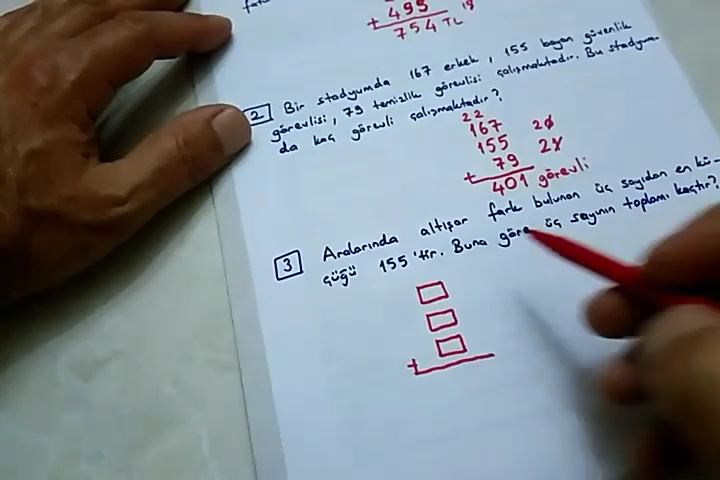 + 495
754 TL
2 Bir stadyumda 167 erkek, 155 bayan güvenlik
görevlisi, 79 temizlik görevlisi çalışmaktadır. Bu stadyum-
da kaç görevli çalışmaktadır?
22
167 20
155 21
+ 79
401 görevli
3 Aralarında altışar fark bulunan üç sayıdan en kü-
çüğü 155'tir. Buna göre üç sayının toplamı kaçtır?
+